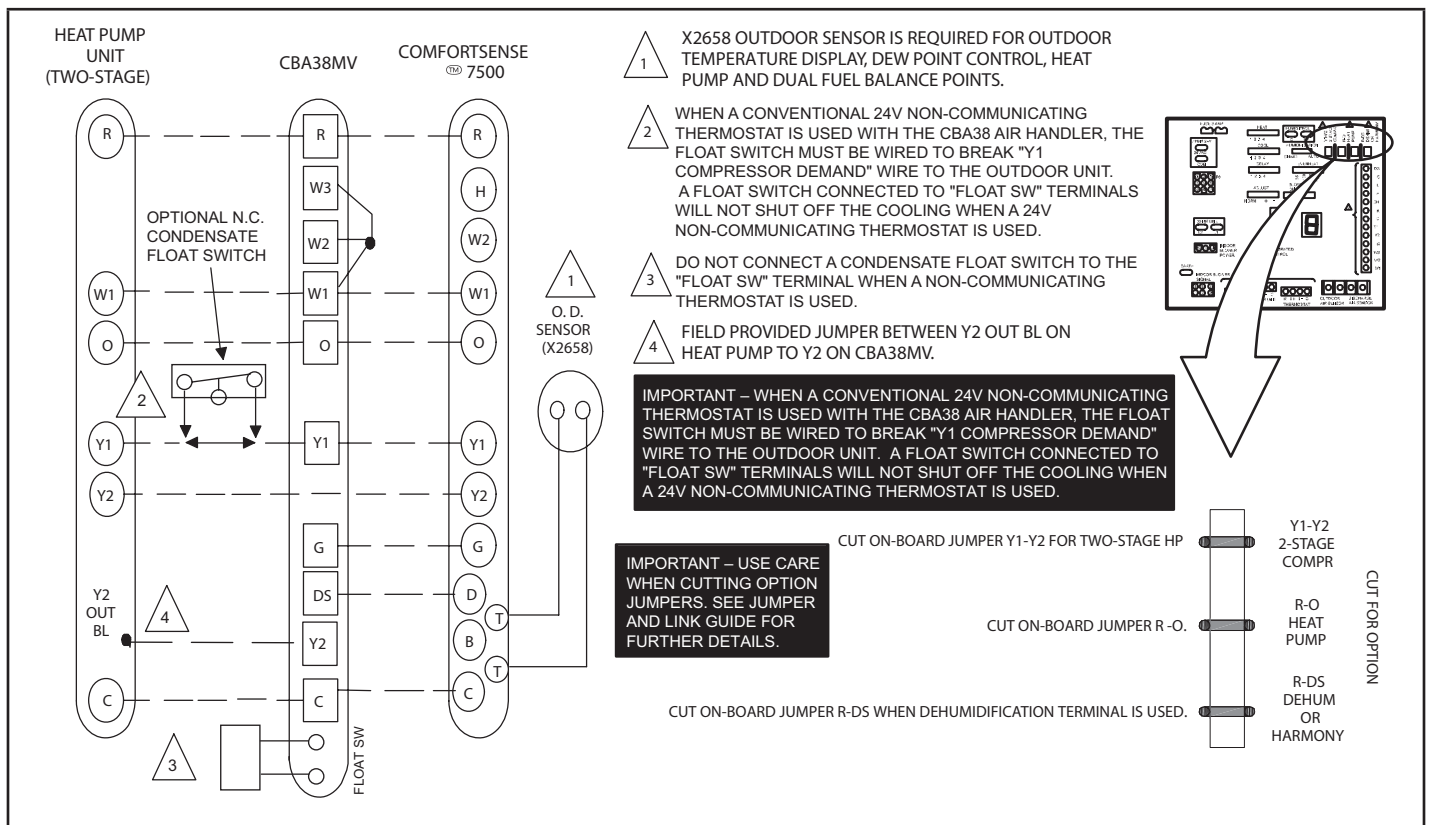 HEAT PUMP
UNIT
(TWO-STAGE)
CBA38MV
COMFORTSENSE
™ 7500
R
W1
O
Y1
Y2
Y2
OUT
BL
C
OPTIONAL N.C.
CONDENSATE
FLOAT SWITCH
2
4
3
R
W3
W2
W1
O
Y1
G
DS
Y2
C
FLOAT SW
R
H
W2
W1
O
Y1
Y2
G
D
T
B
T
C
1
O. D.
SENSOR
(X2658)
1
X2658 OUTDOOR SENSOR IS REQUIRED FOR OUTDOOR
TEMPERATURE DISPLAY, DEW POINT CONTROL, HEAT
PUMP AND DUAL FUEL BALANCE POINTS.
2
WHEN A CONVENTIONAL 24V NON-COMMUNICATING
THERMOSTAT IS USED WITH THE CBA38 AIR HANDLER, THE
FLOAT SWITCH MUST BE WIRED TO BREAK "Y1
COMPRESSOR DEMAND" WIRE TO THE OUTDOOR UNIT.
A FLOAT SWITCH CONNECTED TO "FLOAT SW" TERMINALS
WILL NOT SHUT OFF THE COOLING WHEN A 24V
NON-COMMUNICATING THERMOSTAT IS USED.
3
DO NOT CONNECT A CONDENSATE FLOAT SWITCH TO THE
"FLOAT SW" TERMINAL WHEN A NON-COMMUNICATING
THERMOSTAT IS USED.
4
FIELD PROVIDED JUMPER BETWEEN Y2 OUT BL ON
HEAT PUMP TO Y2 ON CBA38MV.
IMPORTANT – WHEN A CONVENTIONAL 24V NON-COMMUNICATING
THERMOSTAT IS USED WITH THE CBA38 AIR HANDLER, THE FLOAT
SWITCH MUST BE WIRED TO BREAK "Y1 COMPRESSOR DEMAND"
WIRE TO THE OUTDOOR UNIT. A FLOAT SWITCH CONNECTED TO
"FLOAT SW" TERMINALS WILL NOT SHUT OFF THE COOLING WHEN
A 24V NON-COMMUNICATING THERMOSTAT IS USED.
IMPORTANT – USE CARE
WHEN CUTTING OPTION
JUMPERS. SEE JUMPER
AND LINK GUIDE FOR
FURTHER DETAILS.
CUT ON-BOARD JUMPER Y1-Y2 FOR TWO-STAGE HP
Y1-Y2
2-STAGE
COMPR
CUT ON-BOARD JUMPER R -O.
R-O
HEAT
PUMP
CUT ON-BOARD JUMPER R-DS WHEN DEHUMIDIFICATION TERMINAL IS USED.
R-DS
DEHUM
OR
HARMONY
CUT FOR OPTION